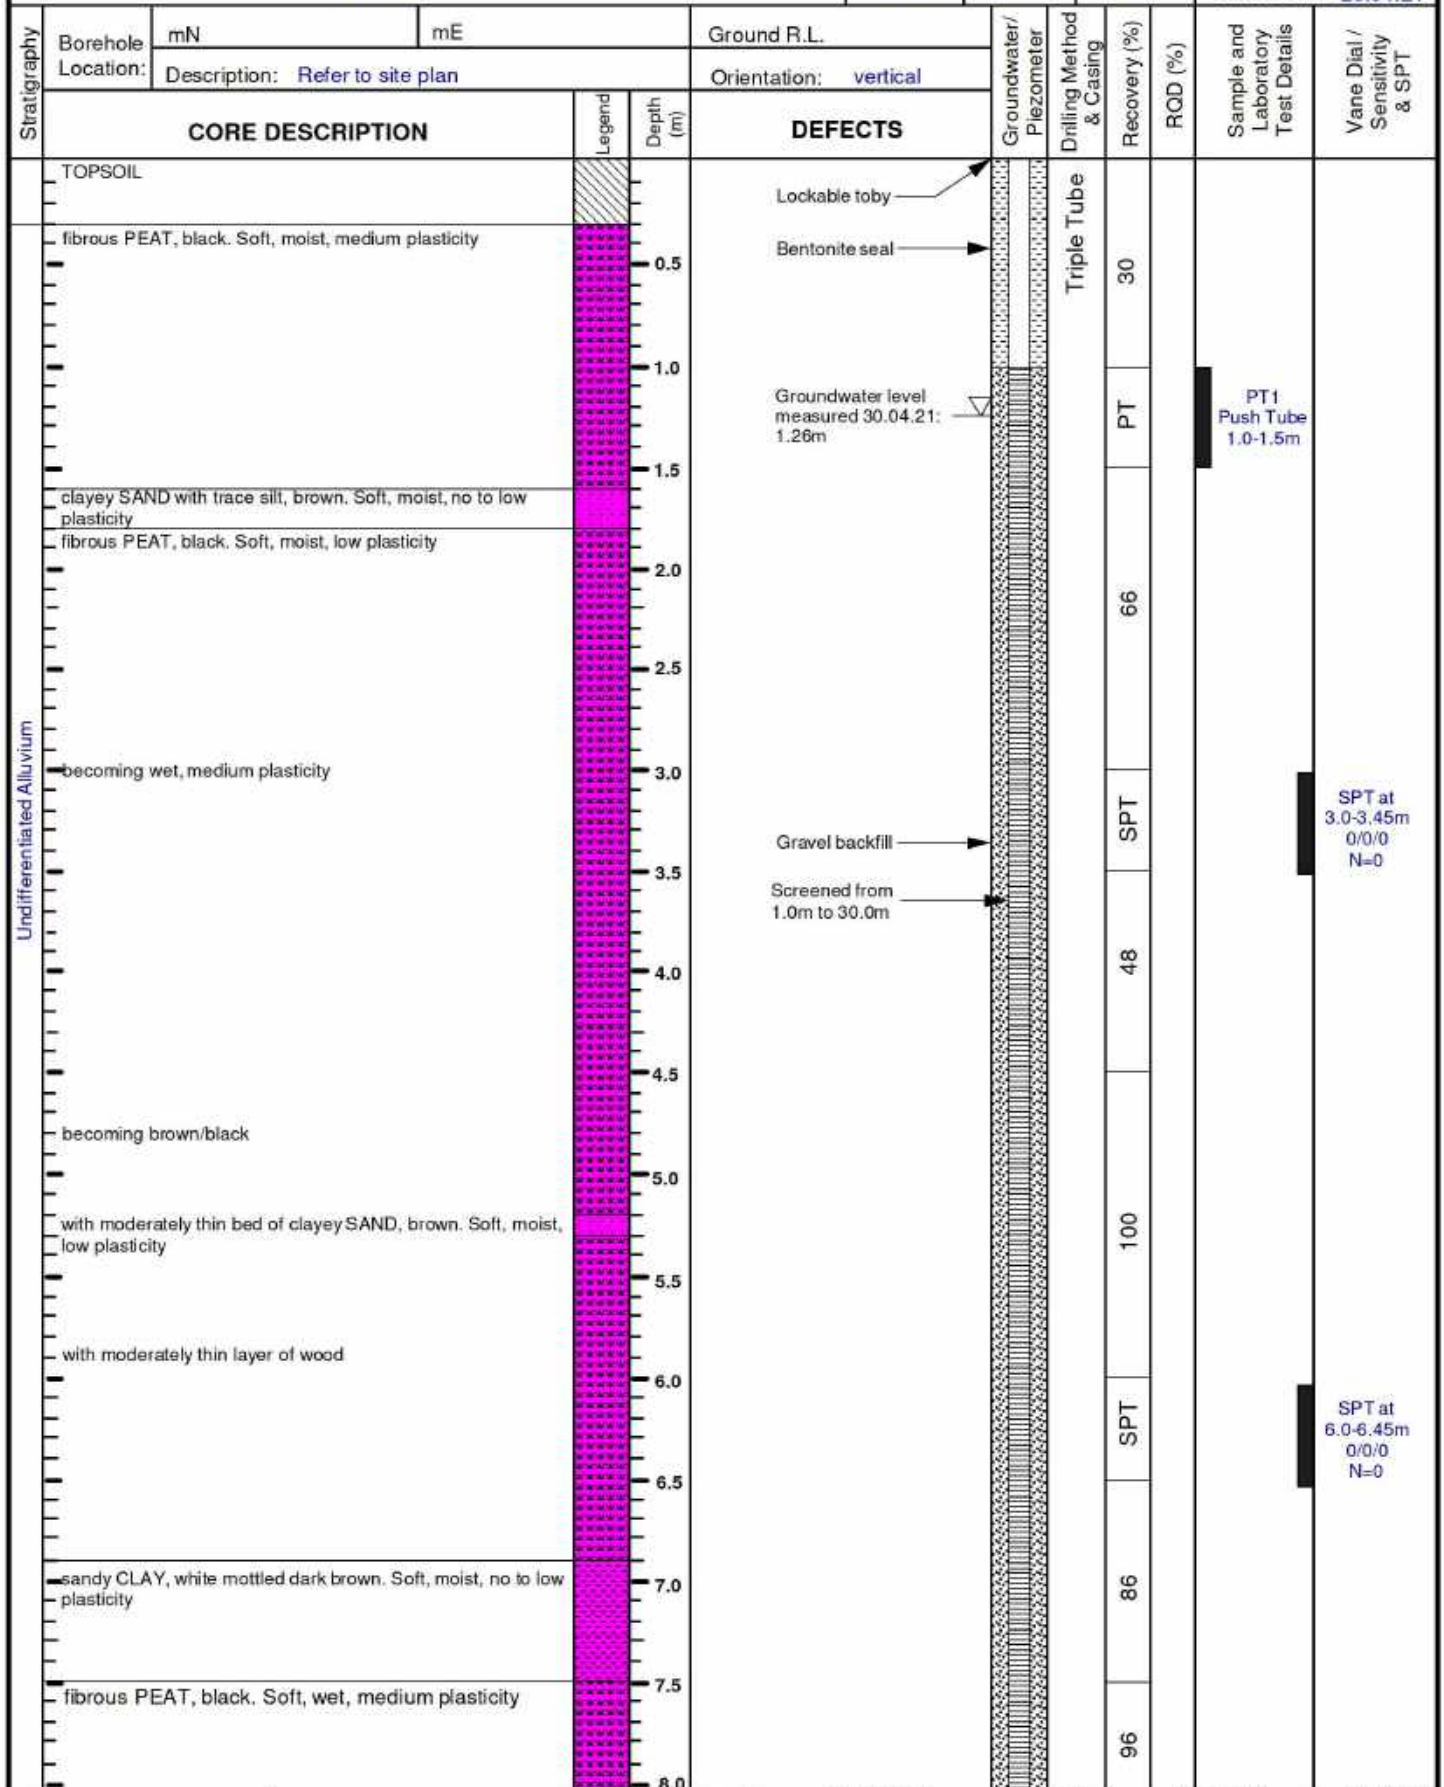 Stratigraphy
Borehole
Location:
mN
mE
Ground R.L.
Description: Refer to site plan
Orientation: vertical
CORE DESCRIPTION
Legend
Depth
(m)
DEFECTS
Groundwater/
Piezometer
Drilling Method
& Casing
Recovery (%)
RQD (%)
Sample and
Laboratory
Test Details
Vane Dial /
Sensitivity
& SPT
TOPSOIL
Lockable toby
Triple Tube
fibrous PEAT, black. Soft, moist, medium plasticity
Bentonite seal
0.5
30
1.0
Groundwater level
measured 30.04.21:
1.26m
PT
PT1
Push Tube
1.0-1.5m
1.5
clayey SAND with trace silt, brown. Soft, moist, no to low
plasticity
fibrous PEAT, black. Soft, moist, low plasticity
2.0
66
2.5
Undifferentiated Alluvium
becoming wet, medium plasticity
3.0
SPT
SPT at
3.0-3.45m
0/0/0
N=0
Gravel backfill
3.5
Screened from
1.0m to 30.0m
48
4.0
4.5
becoming brown/black
5.0
with moderately thin bed of clayey SAND, brown. Soft, moist,
low plasticity
100
5.5
with moderately thin layer of wood
6.0
SPT
SPT at
6.0-6.45m
0/0/0
N=0
6.5
sandy CLAY, white mottled dark brown. Soft, moist, no to low
plasticity
7.0
86
7.5
fibrous PEAT, black. Soft, wet, medium plasticity
96
8.0